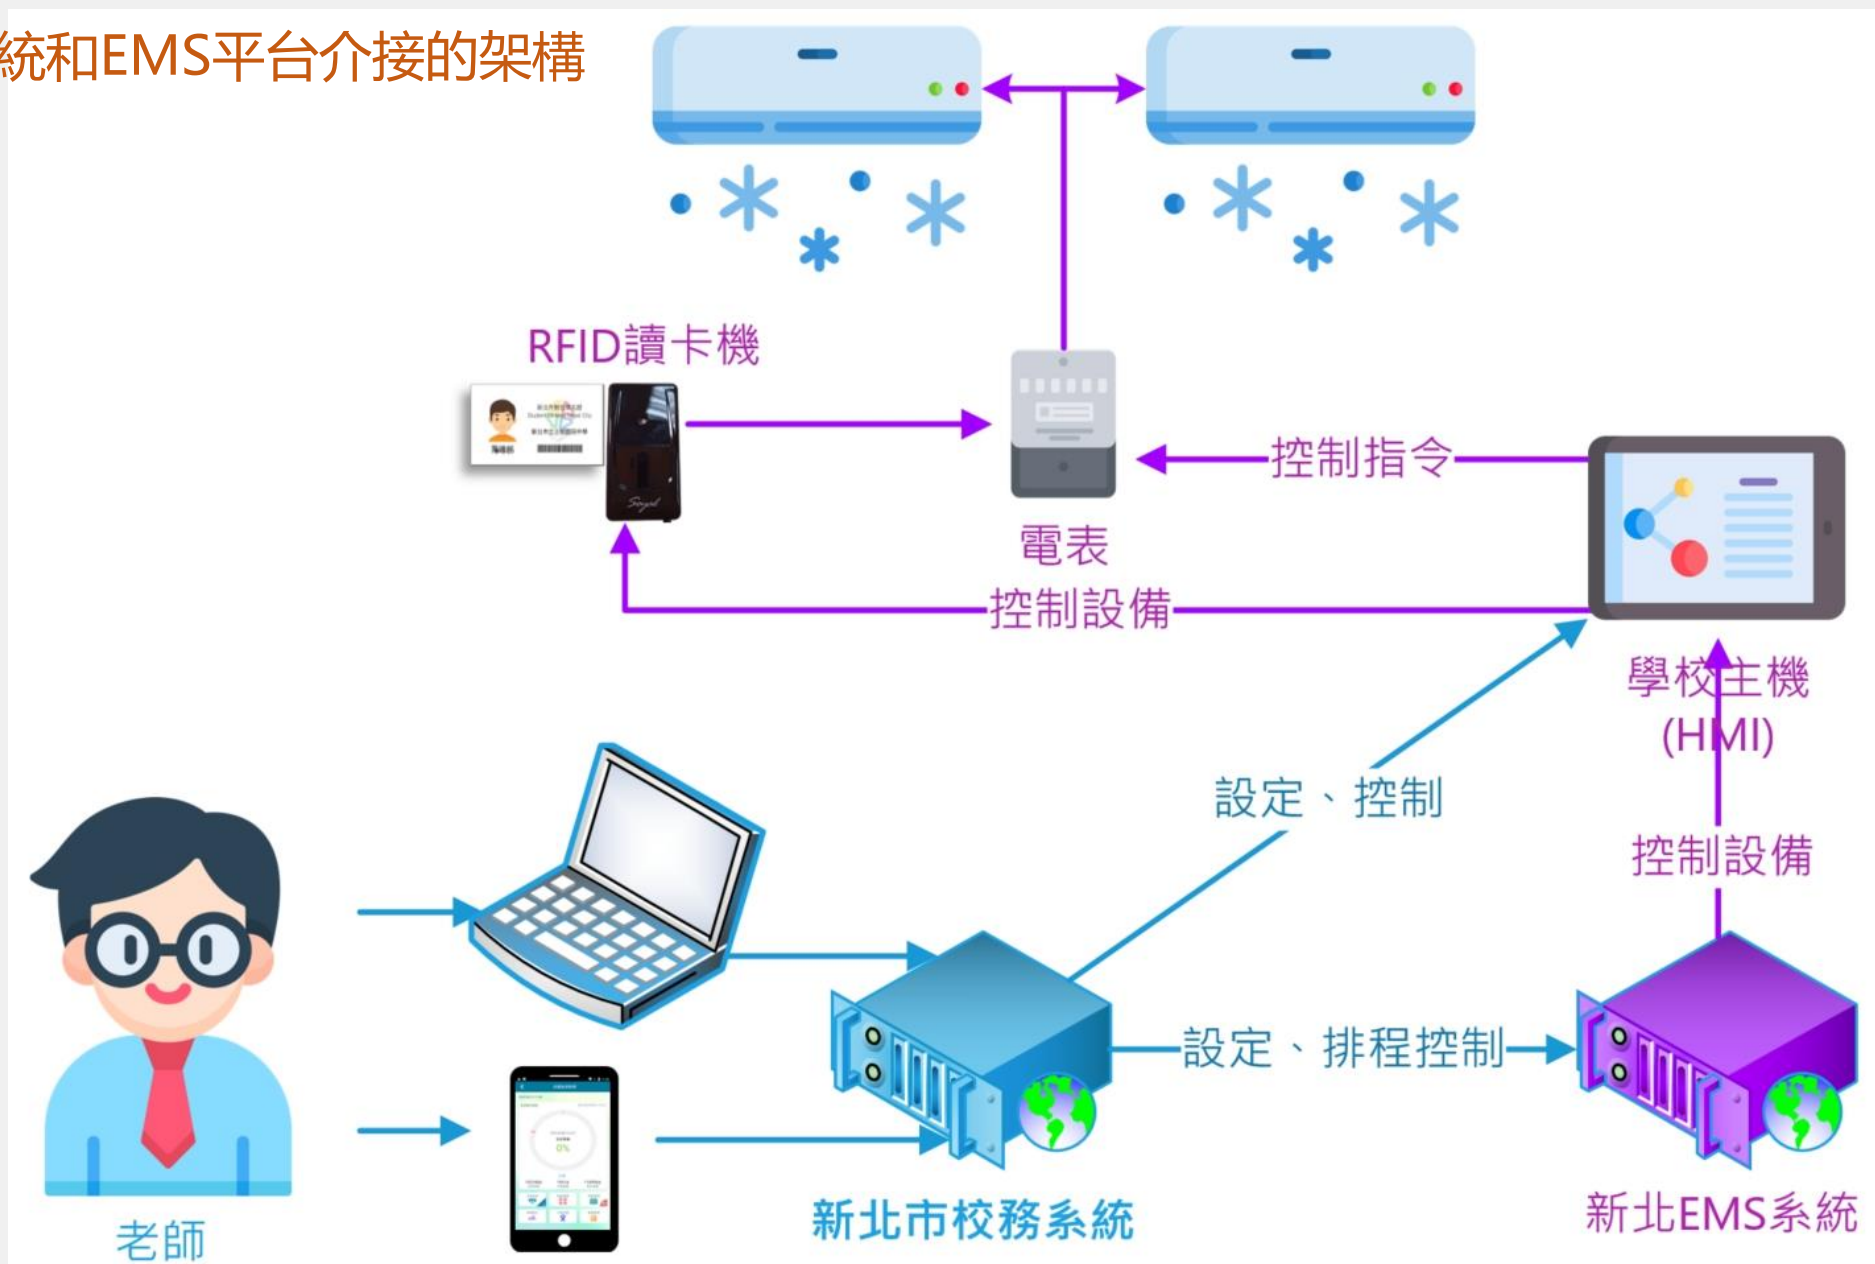 統和EMS平台介接的架構
RFID讀卡機
控制指令
電表
控制設備
學校主機
(HMI)
設定、控制
控制設備
設定、排程控制
0%
老師
新北市校務系統
新北EMS系統